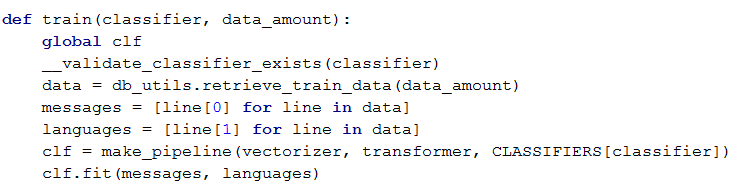 def train(classifier, data_amount):
    global clf
    __validate_classifier_exists(classifier)
    data = db_utils.retrieve_train_data(data_amount)
    messages = [line[0] for line in data]
    languages = [line[1] for line in data]
    clf = make_pipeline(vectorizer, transformer, CLASSIFIERS[classifier])
    clf.fit(messages, languages)